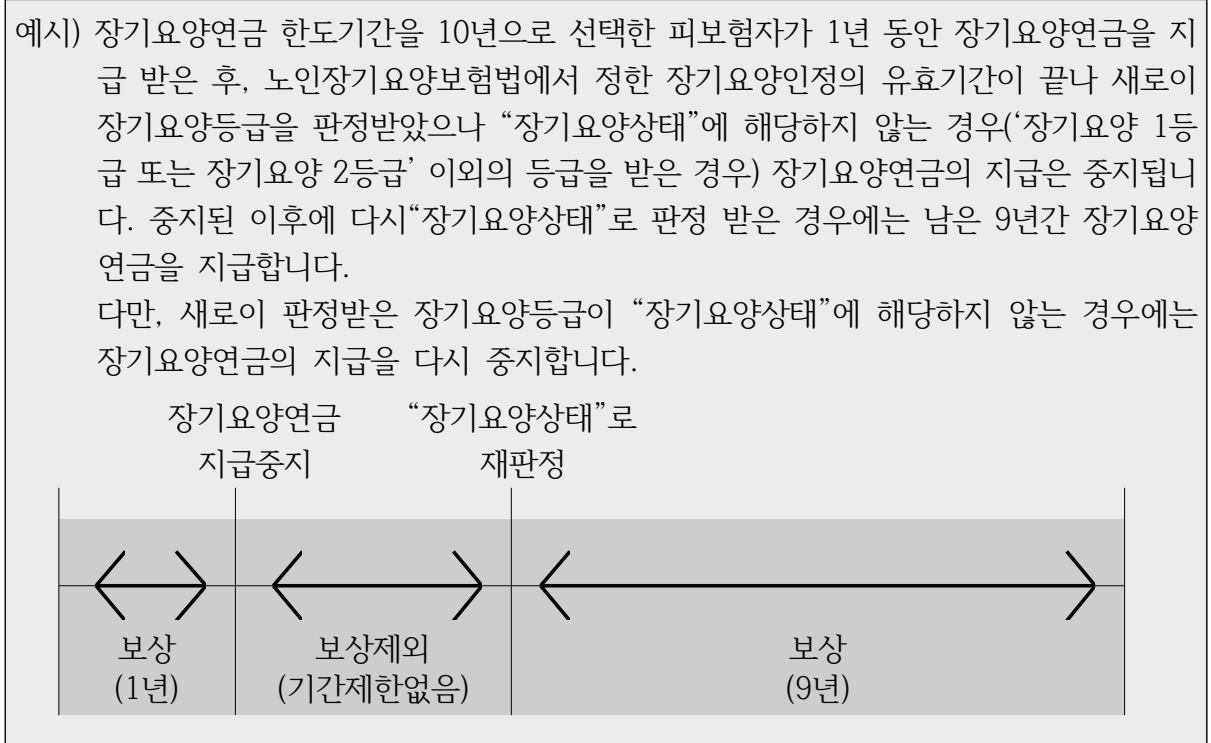 예시) 장기요양연금 한도기간을 10년으로 선택한 피보험자가 1년 동안 장기요양연금을 지
급 받은 후, 노인장기요양보험법에서 정한 장기요양인정의 유효기간이 끝나 새로이
장기요양등급을 판정받았으나 “장기요양상태”에 해당하지 않는 경우(‘장기요양 1등
급 또는 장기요양 2등급’ 이외의 등급을 받은 경우) 장기요양연금의 지급은 중지됩니
다. 중지된 이후에 다시“장기요양상태”로 판정 받은 경우에는 남은 9년간 장기요양
연금을 지급합니다.
다만, 새로이 판정받은 장기요양등급이 “장기요양상태”에 해당하지 않는 경우에는
장기요양연금의 지급을 다시 중지합니다.
장기요양연금 “장기요양상태”로
지급중지 재판정
보상 보상제외 보상
(1년) (기간제한없음) (9년)